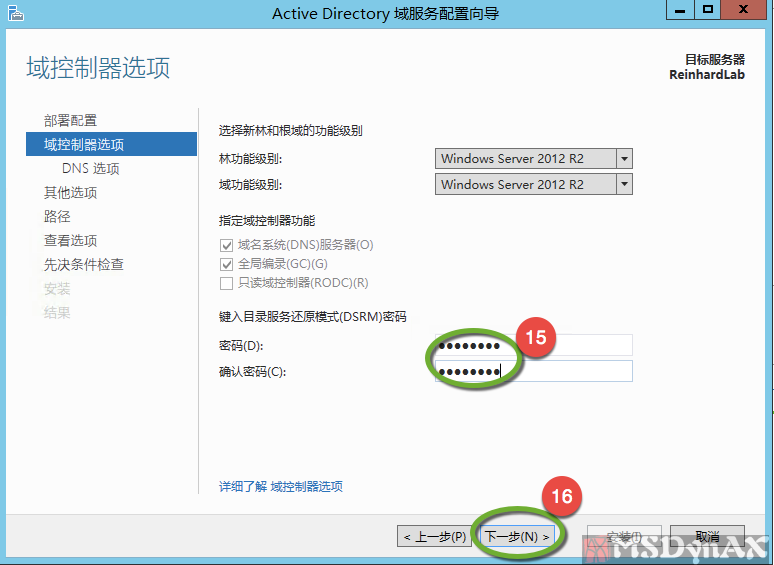 Active Directory 域服务配置向导
域控制器选项
目标服务器
ReinhardLab
部署配置
域控制器选项
DNS 选项
其他选项
路径
查看选项
先决条件检查
安装
结果
选择新林和根域的功能级别
林功能级别: Windows Server 2012 R2
域功能级别: Windows Server 2012 R2
指定域控制器功能
域名系统(DNS)服务器(O)
全局编录(GC)(G)
只读域控制器(RODC)(R)
键入目录服务还原模式(DSRM)密码
密码(D): ●●●●●●●●
15
确认密码(C): ●●●●●●●●
详细了解 域控制器选项
16
< 上一步(P) 下一步(N) > 安装(I) 取消
MSDynAX